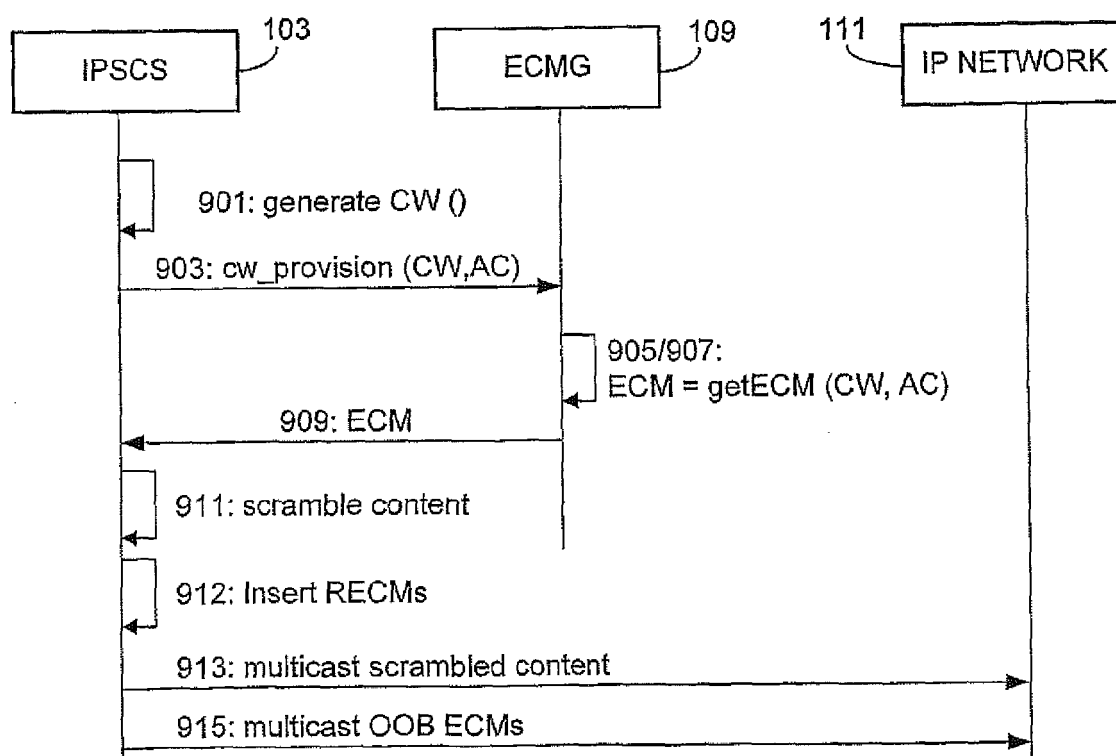 103
109
111
IPSCS
ECMG
IP NETWORK
901: generate CW ()
903: cw_provision (CW,AC)
905/907:
ECM = getECM (CW, AC)
909: ECM
911: scramble content
912: Insert RECMs
913: multicast scrambled content
915: multicast OOB ECMs